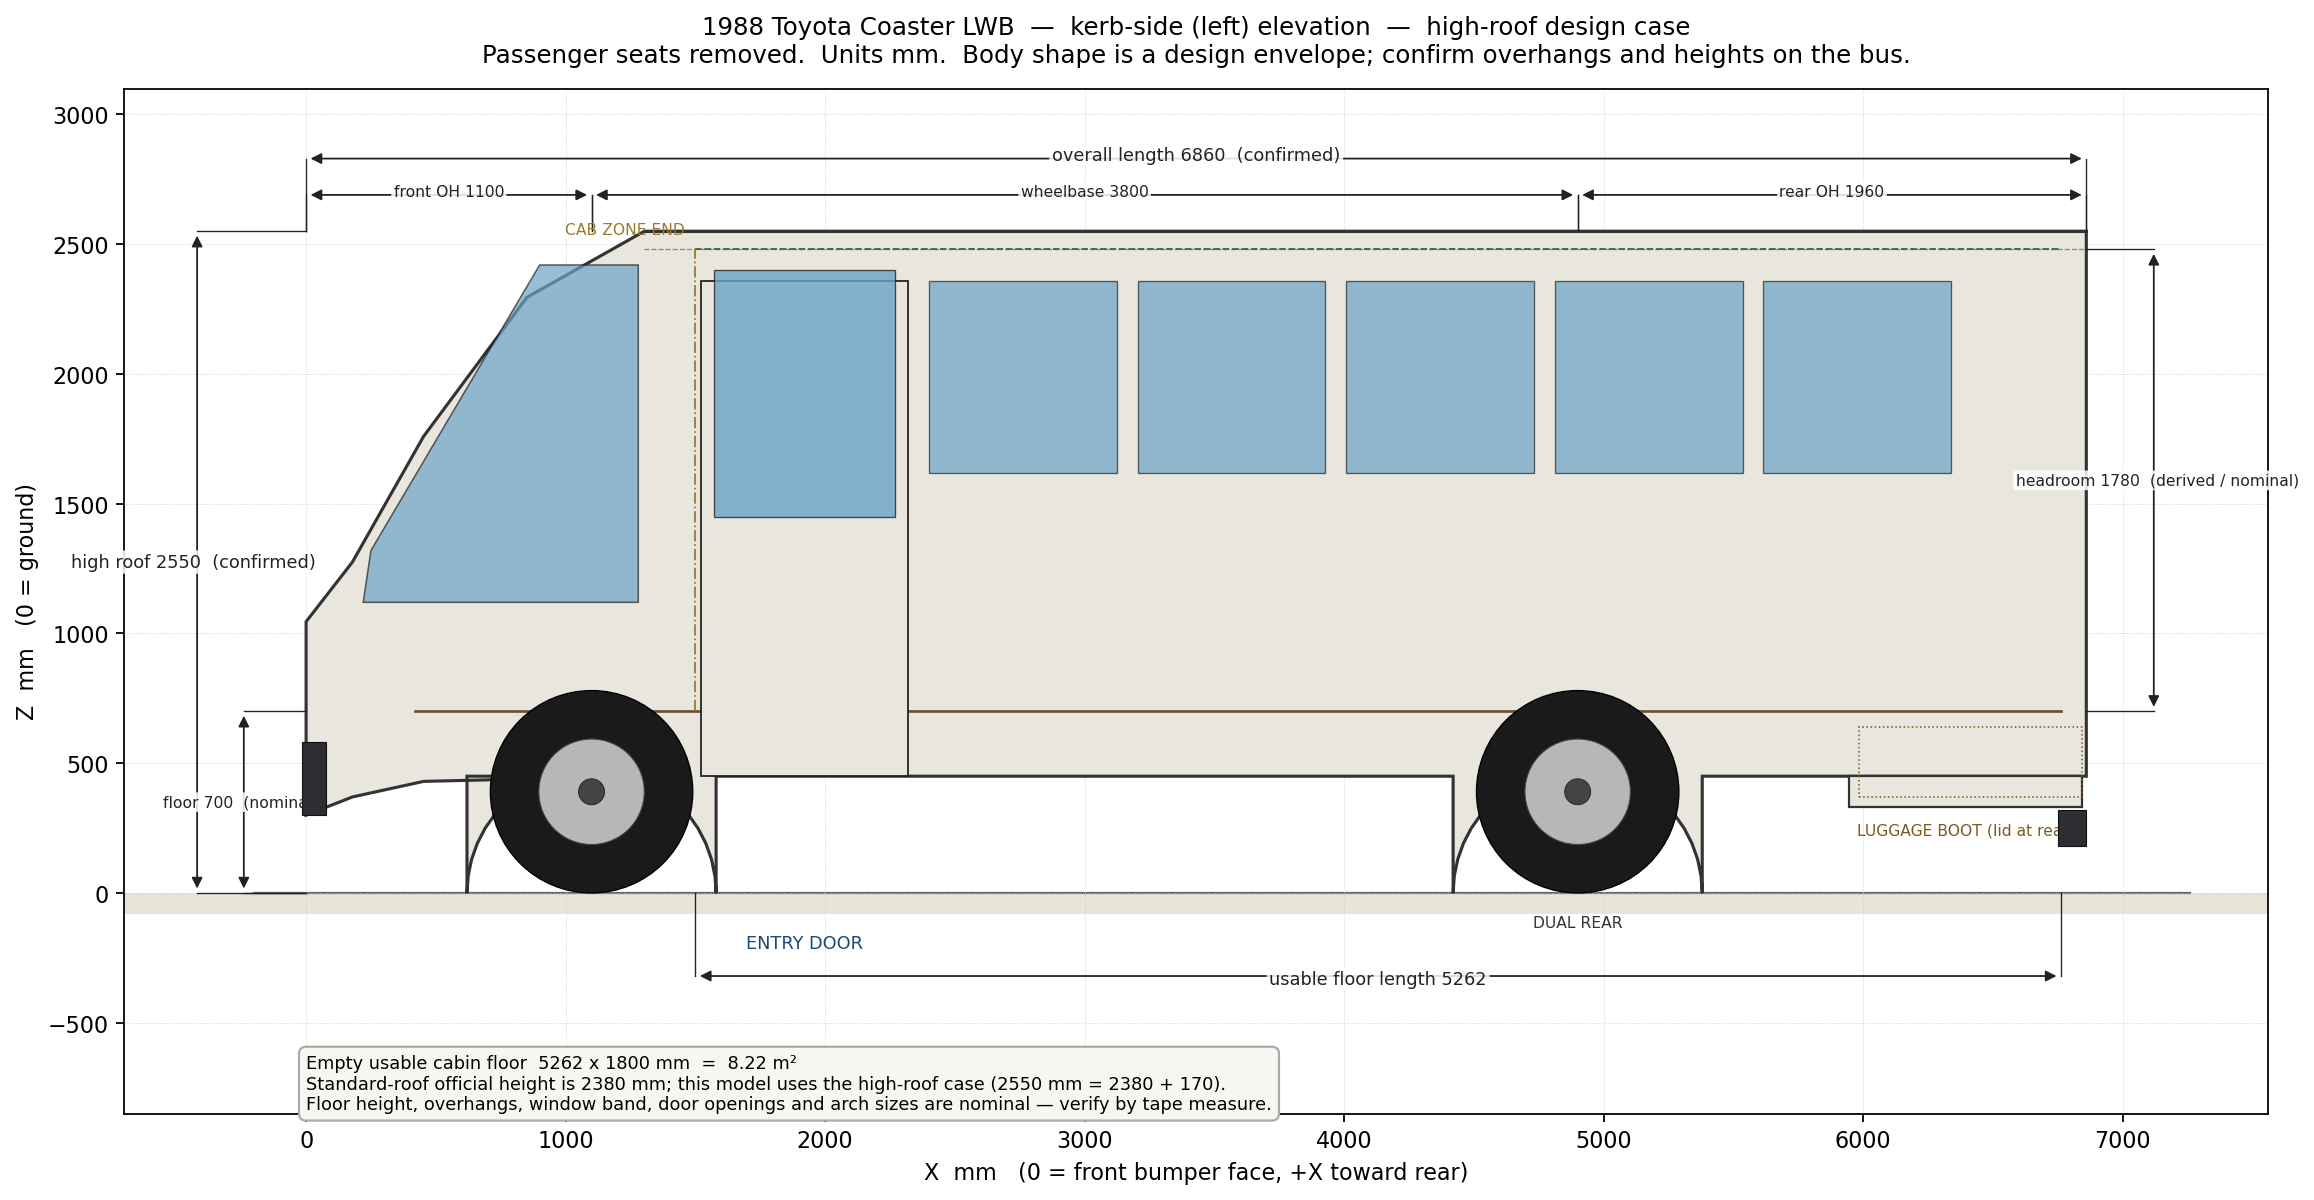 1988 Toyota Coaster LWB — kerb-side (left) elevation — high-roof design case
Passenger seats removed. Units mm. Body shape is a design envelope; confirm overhangs and heights on the bus.
3000
overall length 6860 (confirmed)
front OH 1100
wheelbase 3800
rear OH 1960
CAB ZONE END
2500
2000
1500
headroom 1780 (derived / nominal)
high roof 2550 (confirmed)
Z mm (0 = ground)
1000
500
floor 700 (nomina
LUGGAGE BOOT (lid at rea
0
DUAL REAR
ENTRY DOOR
usable floor length 5262
−500
Empty usable cabin floor 5262 x 1800 mm = 8.22 m²
Standard-roof official height is 2380 mm; this model uses the high-roof case (2550 mm = 2380 + 170).
Floor height, overhangs, window band, door openings and arch sizes are nominal — verify by tape measure.
0 1000 2000 3000 4000 5000 6000 7000
X mm (0 = front bumper face, +X toward rear)